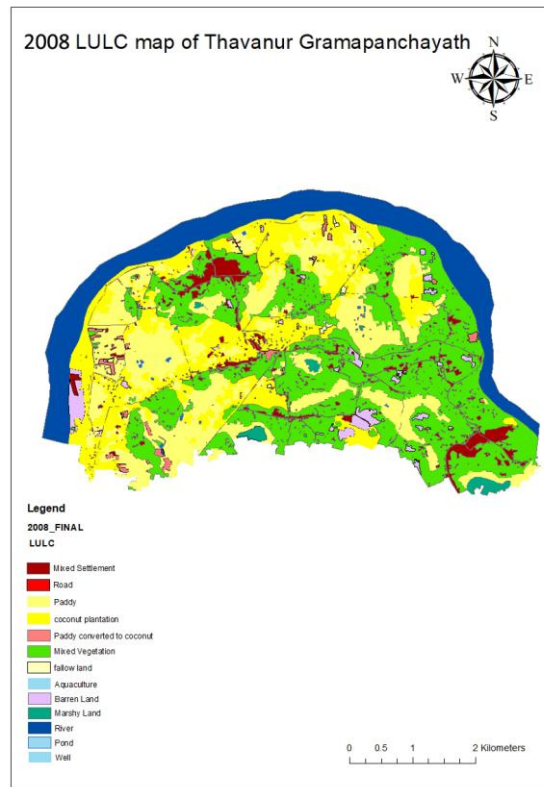 2008 LULC map of Thavanur Gramapanchayath
N
W
E
S
Legend
2008_FINAL
LULC
Mixed Settlement
Road
Paddy
coconut plantation
Paddy converted to coconut
Mixed Vegetation
fallow land
Aquaculture
Barren Land
Marshy Land
River
Pond
Well
0 0.5 1 2 Kilometers